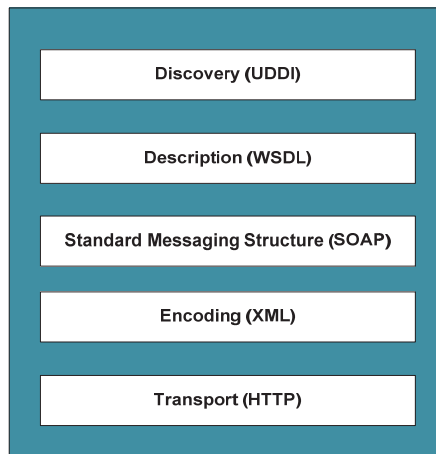 Discovery (UDDI)
Description (WSDL)
Standard Messaging Structure (SOAP)
Encoding (XML)
Transport (HTTP)